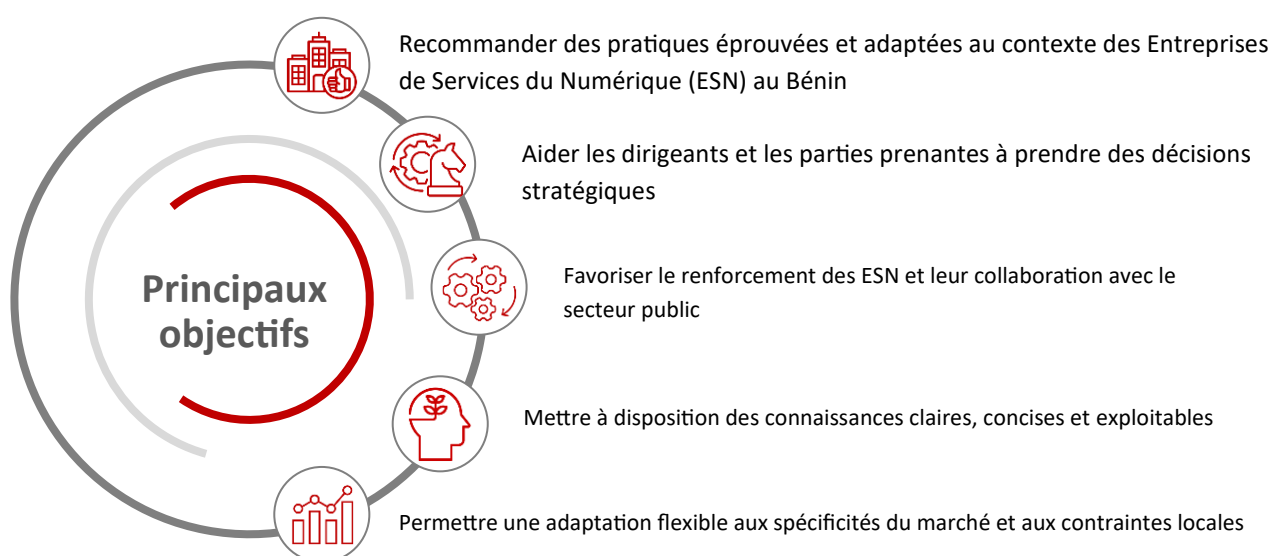 Recommander des pratiques éprouvées et adaptées au contexte des Entreprises
de Services du Numérique (ESN) au Bénin
Aider les dirigeants et les parties prenantes à prendre des décisions
stratégiques
Principaux
objectifs
Favoriser le renforcement des ESN et leur collaboration avec le
secteur public
Mettre à disposition des connaissances claires, concises et exploitables
Permettre une adaptation flexible aux spécificités du marché et aux contraintes locales